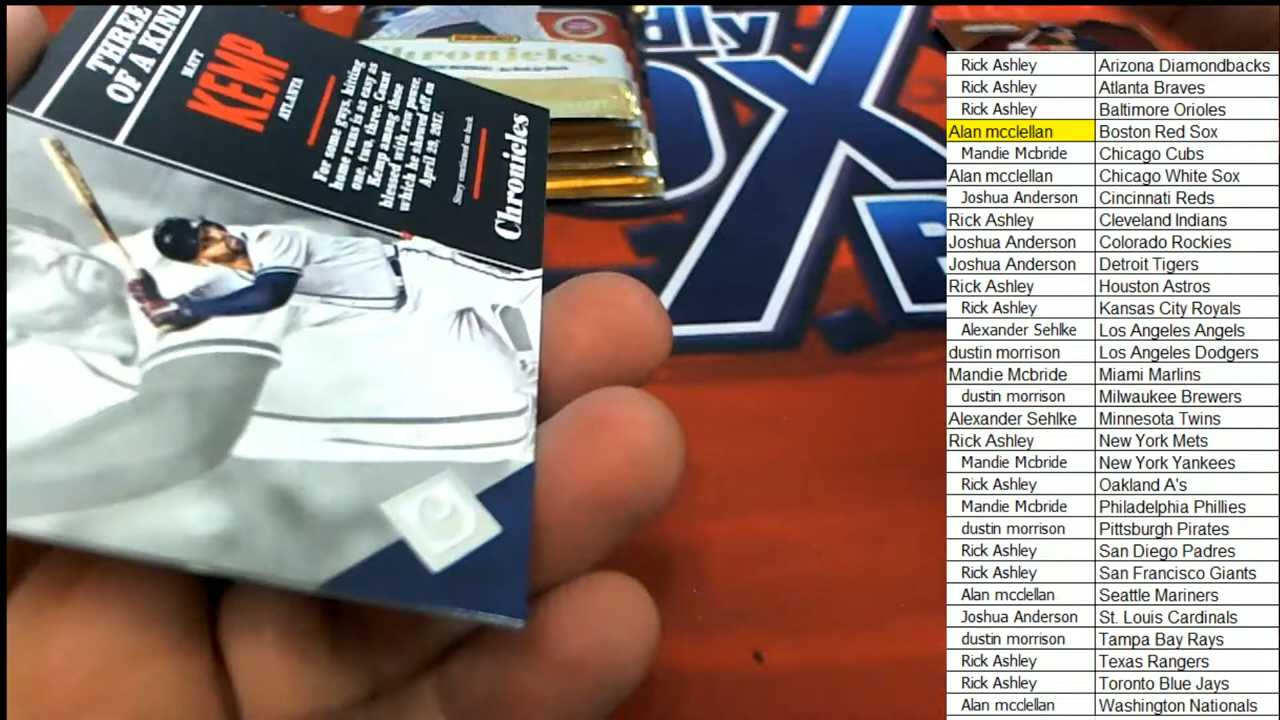 THREE
OF A KIND
MATT
KEMP
ATLANTA
For some guys, hitting
home runs is as easy as
one, two, three. Count
Kemp among those
blessed with raw power,
which he showed off on
April 29, 2017.
Story continued on back
Chronicles
PANINI
Chronicles
Rick Ashley Arizona Diamondbacks
Rick Ashley Atlanta Braves
Rick Ashley Baltimore Orioles
Alan mcclellan Boston Red Sox
Mandie Mcbride Chicago Cubs
Alan mcclellan Chicago White Sox
Joshua Anderson Cincinnati Reds
Rick Ashley Cleveland Indians
Joshua Anderson Colorado Rockies
Joshua Anderson Detroit Tigers
Rick Ashley Houston Astros
Rick Ashley Kansas City Royals
Alexander Sehlke Los Angeles Angels
dustin morrison Los Angeles Dodgers
Mandie Mcbride Miami Marlins
dustin morrison Milwaukee Brewers
Alexander Sehlke Minnesota Twins
Rick Ashley New York Mets
Mandie Mcbride New York Yankees
Rick Ashley Oakland A's
Mandie Mcbride Philadelphia Phillies
dustin morrison Pittsburgh Pirates
Rick Ashley San Diego Padres
Rick Ashley San Francisco Giants
Alan mcclellan Seattle Mariners
Joshua Anderson St. Louis Cardinals
dustin morrison Tampa Bay Rays
Rick Ashley Texas Rangers
Rick Ashley Toronto Blue Jays
Alan mcclellan Washington Nationals